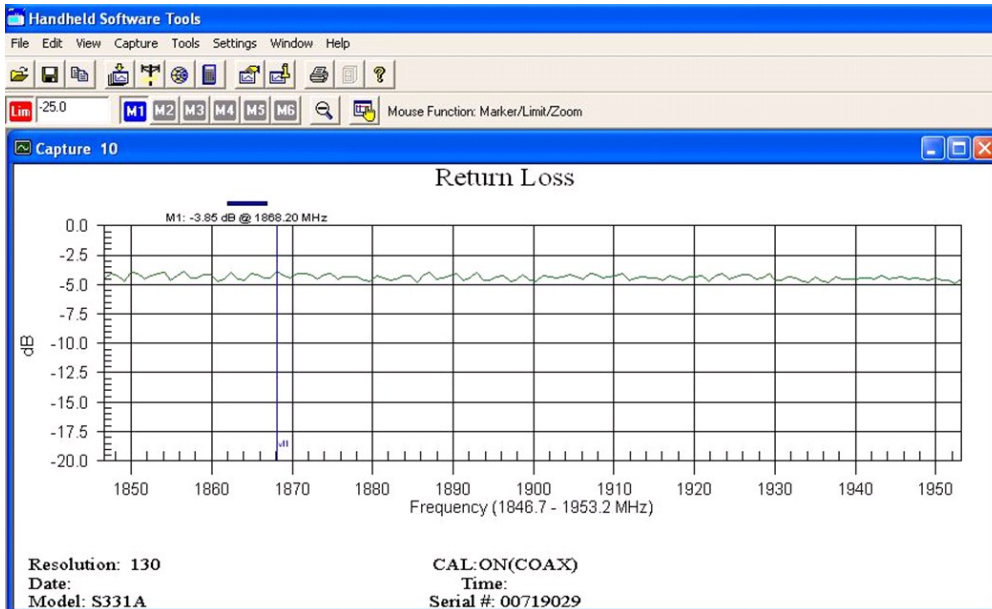 Handheld Software Tools
File Edit View Capture Tools Settings Window Help
Lim -25.0 M1 M2 M3 M4 M5 M6 Mouse Function: Marker/Limit/Zoom
Capture 10
Return Loss
M1: -3.85 dB @ 1868.20 MHz
0.0
-2.5
-5.0
-7.5
-10.0
-12.5
-15.0
-17.5
-20.0
dB
M1
1850 1860 1870 1880 1890 1900 1910 1920 1930 1940 1950
Frequency (1846.7 - 1953.2 MHz)
Resolution: 130 CAL:ON(COAX)
Date: Time:
Model: S331A Serial #: 00719029